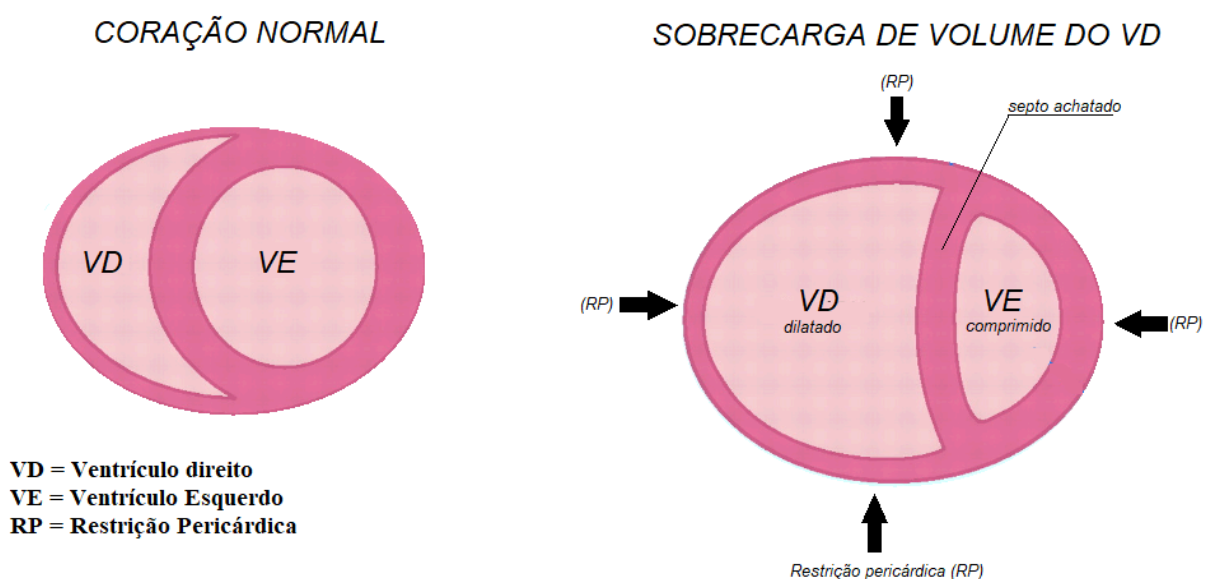 CORAÇÃO NORMAL
VD
VE
VD = Ventrículo direito
VE = Ventrículo Esquerdo
RP = Restrição Pericárdica
SOBRECARGA DE VOLUME DO VD
(RP)
septo achatado
(RP)
VD
dilatado
VE
comprimido
(RP)
Restrição pericárdica (RP)